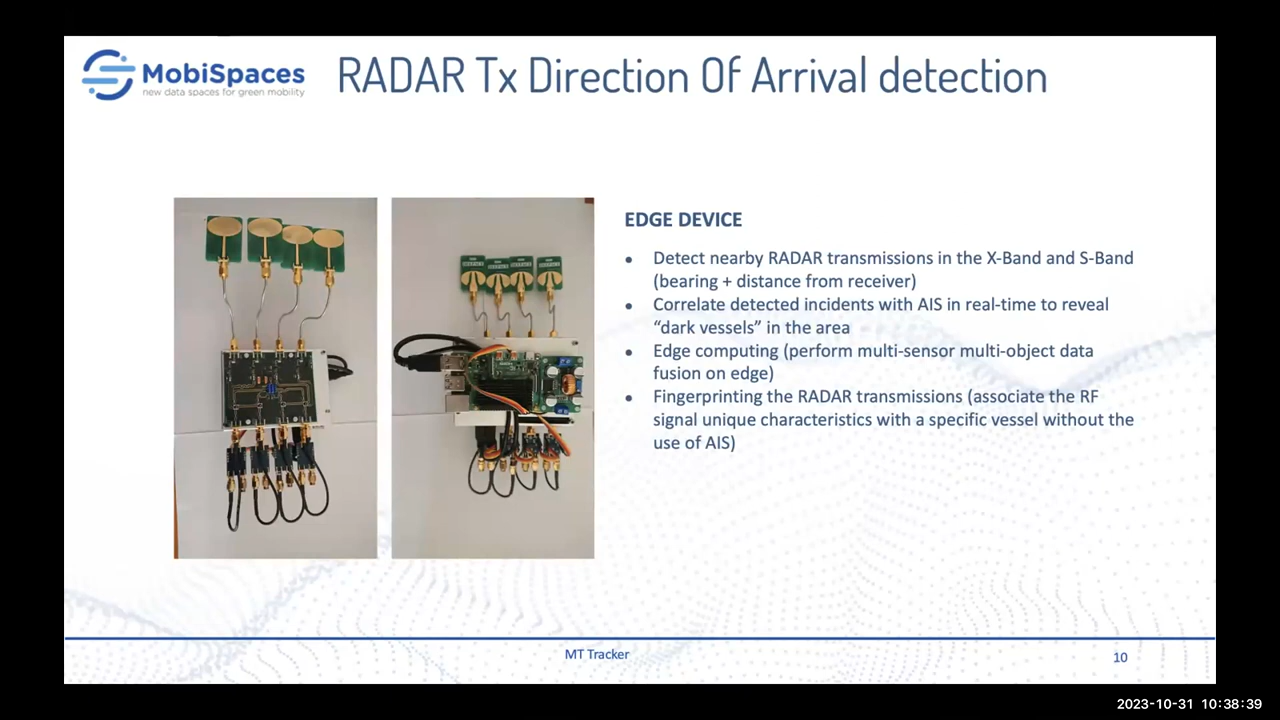 MobiSpaces
new data spaces for green mobility
RADAR Tx Direction Of Arrival detection
EDGE DEVICE
• Detect nearby RADAR transmissions in the X-Band and S-Band
(bearing + distance from receiver)
• Correlate detected incidents with AIS in real-time to reveal
“dark vessels” in the area
• Edge computing (perform multi-sensor multi-object data
fusion on edge)
• Fingerprinting the RADAR transmissions (associate the RF
signal unique characteristics with a specific vessel without the
use of AIS)
MT Tracker
10
2023-10-31 10:38:39